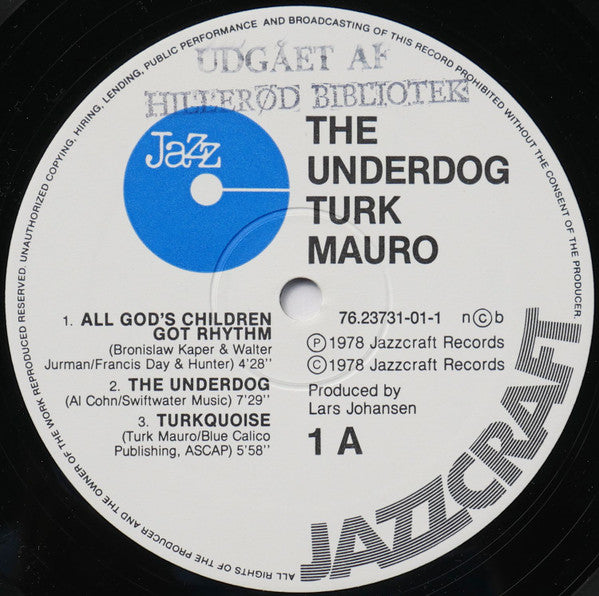 ALL RIGHTS OF THE PRODUCER AND THE OWNER OF THE WORK REPRODUCED RESERVED. UNAUTHORIZED COPYING, HIRING, LENDING, PUBLIC PERFORMANCE AND BROADCASTING OF THIS RECORD PROHIBITED WITHOUT THE CONSENT OF THE PRODUCER.
UDGÅET AF
HILLERØD BIBLIOTEK
Jazz
THE
UNDERDOG
TURK
MAURO
1. ALL GOD'S CHILDREN
GOT RHYTHM
(Bronislaw Kaper & Walter
Jurman/Francis Day & Hunter) 4'28"
2. THE UNDERDOG
(Al Cohn/Swiftwater Music) 7'29"
3. TURKQUOISE
(Turk Mauro/Blue Calico
Publishing, ASCAP) 5'58"
76.23731-01-1 n©b
Ⓟ1978 Jazzcraft Records
©1978 Jazzcraft Records
Produced by
Lars Johansen
1 A
JAZZCRAFT